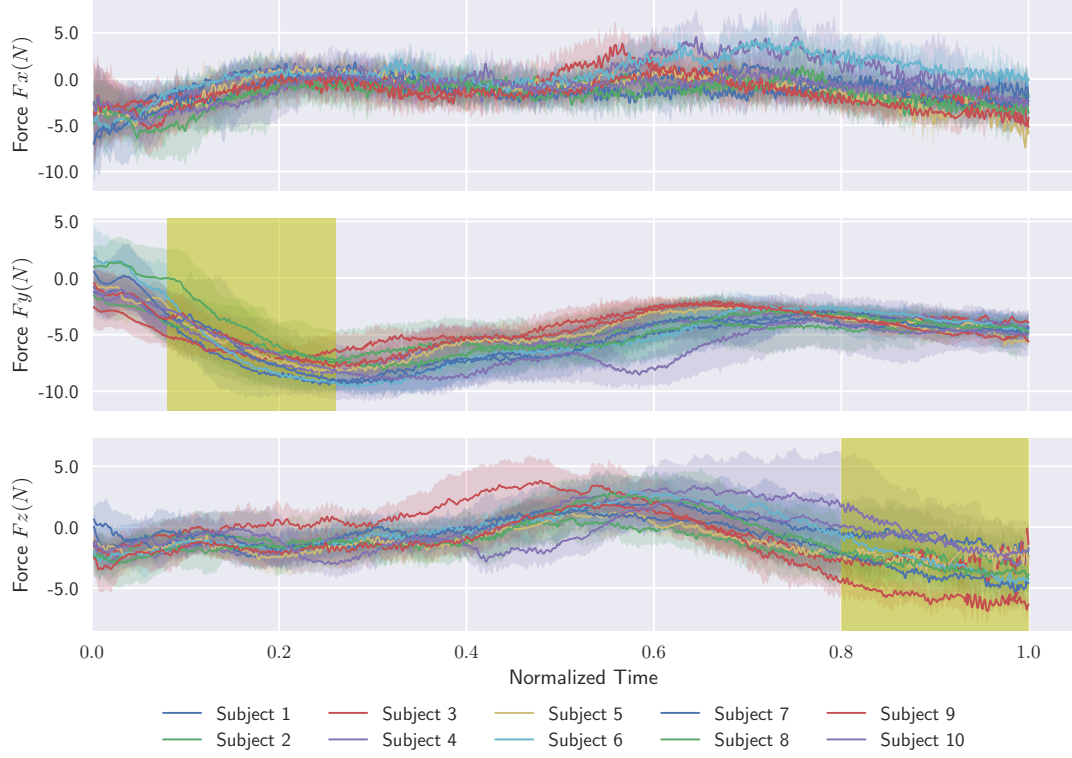 5.0
0.0
-5.0
-10.0
Force Fx(N)
5.0
0.0
-5.0
-10.0
Force Fy(N)
5.0
0.0
-5.0
Force Fz(N)
0.0 0.2 0.4 0.6 0.8 1.0
Normalized Time
Subject 1 Subject 3 Subject 5 Subject 7 Subject 9
Subject 2 Subject 4 Subject 6 Subject 8 Subject 10